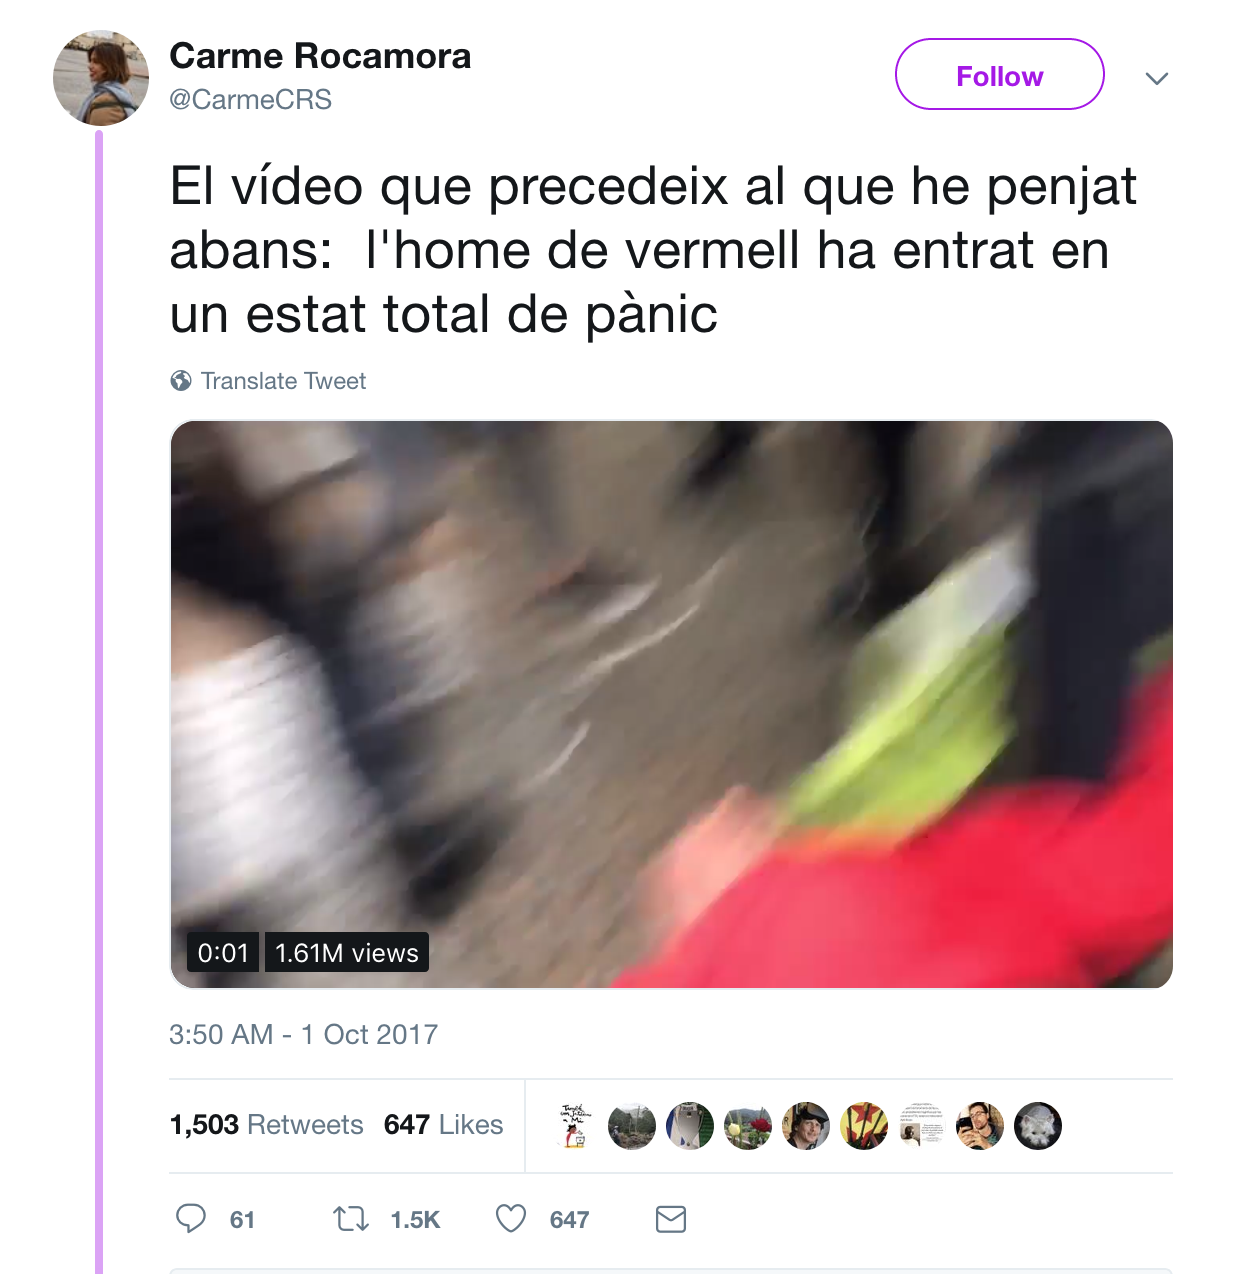 Carme Rocamora
@CarmeCRS
Follow
El vídeo que precedeix al que he penjat
abans:  l'home de vermell ha entrat en
un estat total de pànic
Translate Tweet
0:01 1.61M views
3:50 AM - 1 Oct 2017
1,503 Retweets 647 Likes
61 1.5K 647